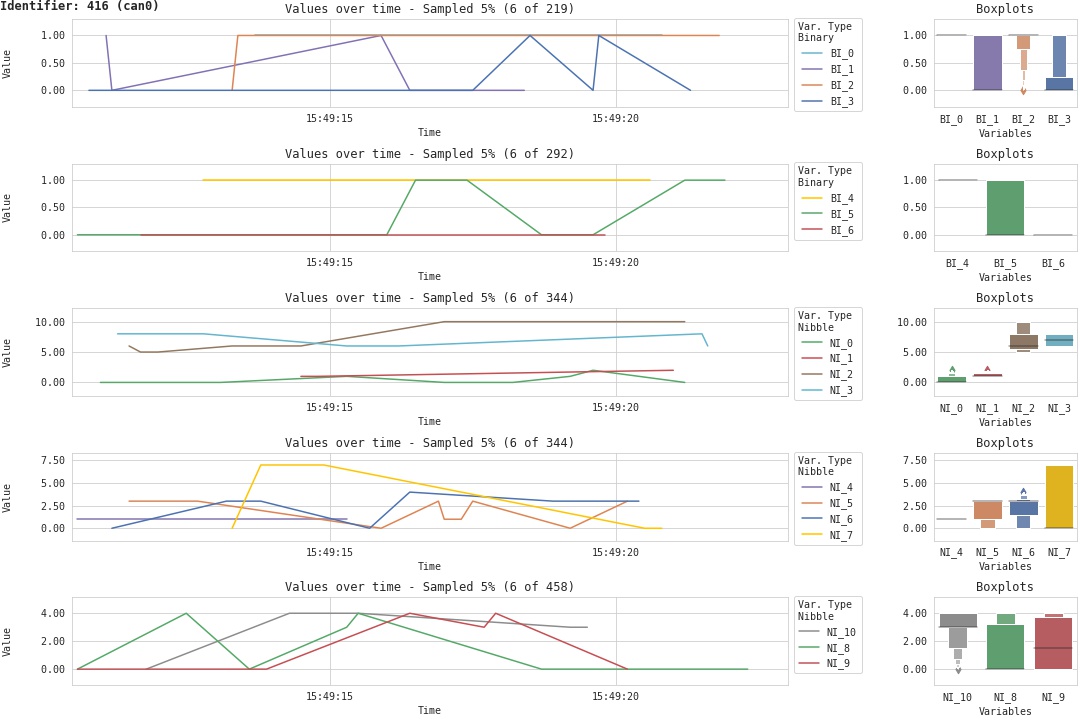 Identifier: 416 (can0)
Values over time - Sampled 5% (6 of 219)
Boxplots
Value
1.00
0.50
0.00
15:49:15
15:49:20
Time
Var. Type
Binary
BI_0
BI_1
BI_2
BI_3
1.00
0.50
0.00
BI_0 BI_1 BI_2 BI_3
Variables
Values over time - Sampled 5% (6 of 292)
Boxplots
Value
1.00
0.50
0.00
15:49:15
15:49:20
Time
Var. Type
Binary
BI_4
BI_5
BI_6
1.00
0.50
0.00
BI_4 BI_5 BI_6
Variables
Values over time - Sampled 5% (6 of 344)
Boxplots
Value
10.00
5.00
0.00
15:49:15
15:49:20
Time
Var. Type
Nibble
NI_0
NI_1
NI_2
NI_3
10.00
5.00
0.00
NI_0 NI_1 NI_2 NI_3
Variables
Values over time - Sampled 5% (6 of 344)
Boxplots
Value
7.50
5.00
2.50
0.00
15:49:15
15:49:20
Time
Var. Type
Nibble
NI_4
NI_5
NI_6
NI_7
7.50
5.00
2.50
0.00
NI_4 NI_5 NI_6 NI_7
Variables
Values over time - Sampled 5% (6 of 458)
Boxplots
Value
4.00
2.00
0.00
15:49:15
15:49:20
Time
Var. Type
Nibble
NI_10
NI_8
NI_9
4.00
2.00
0.00
NI_10 NI_8 NI_9
Variables